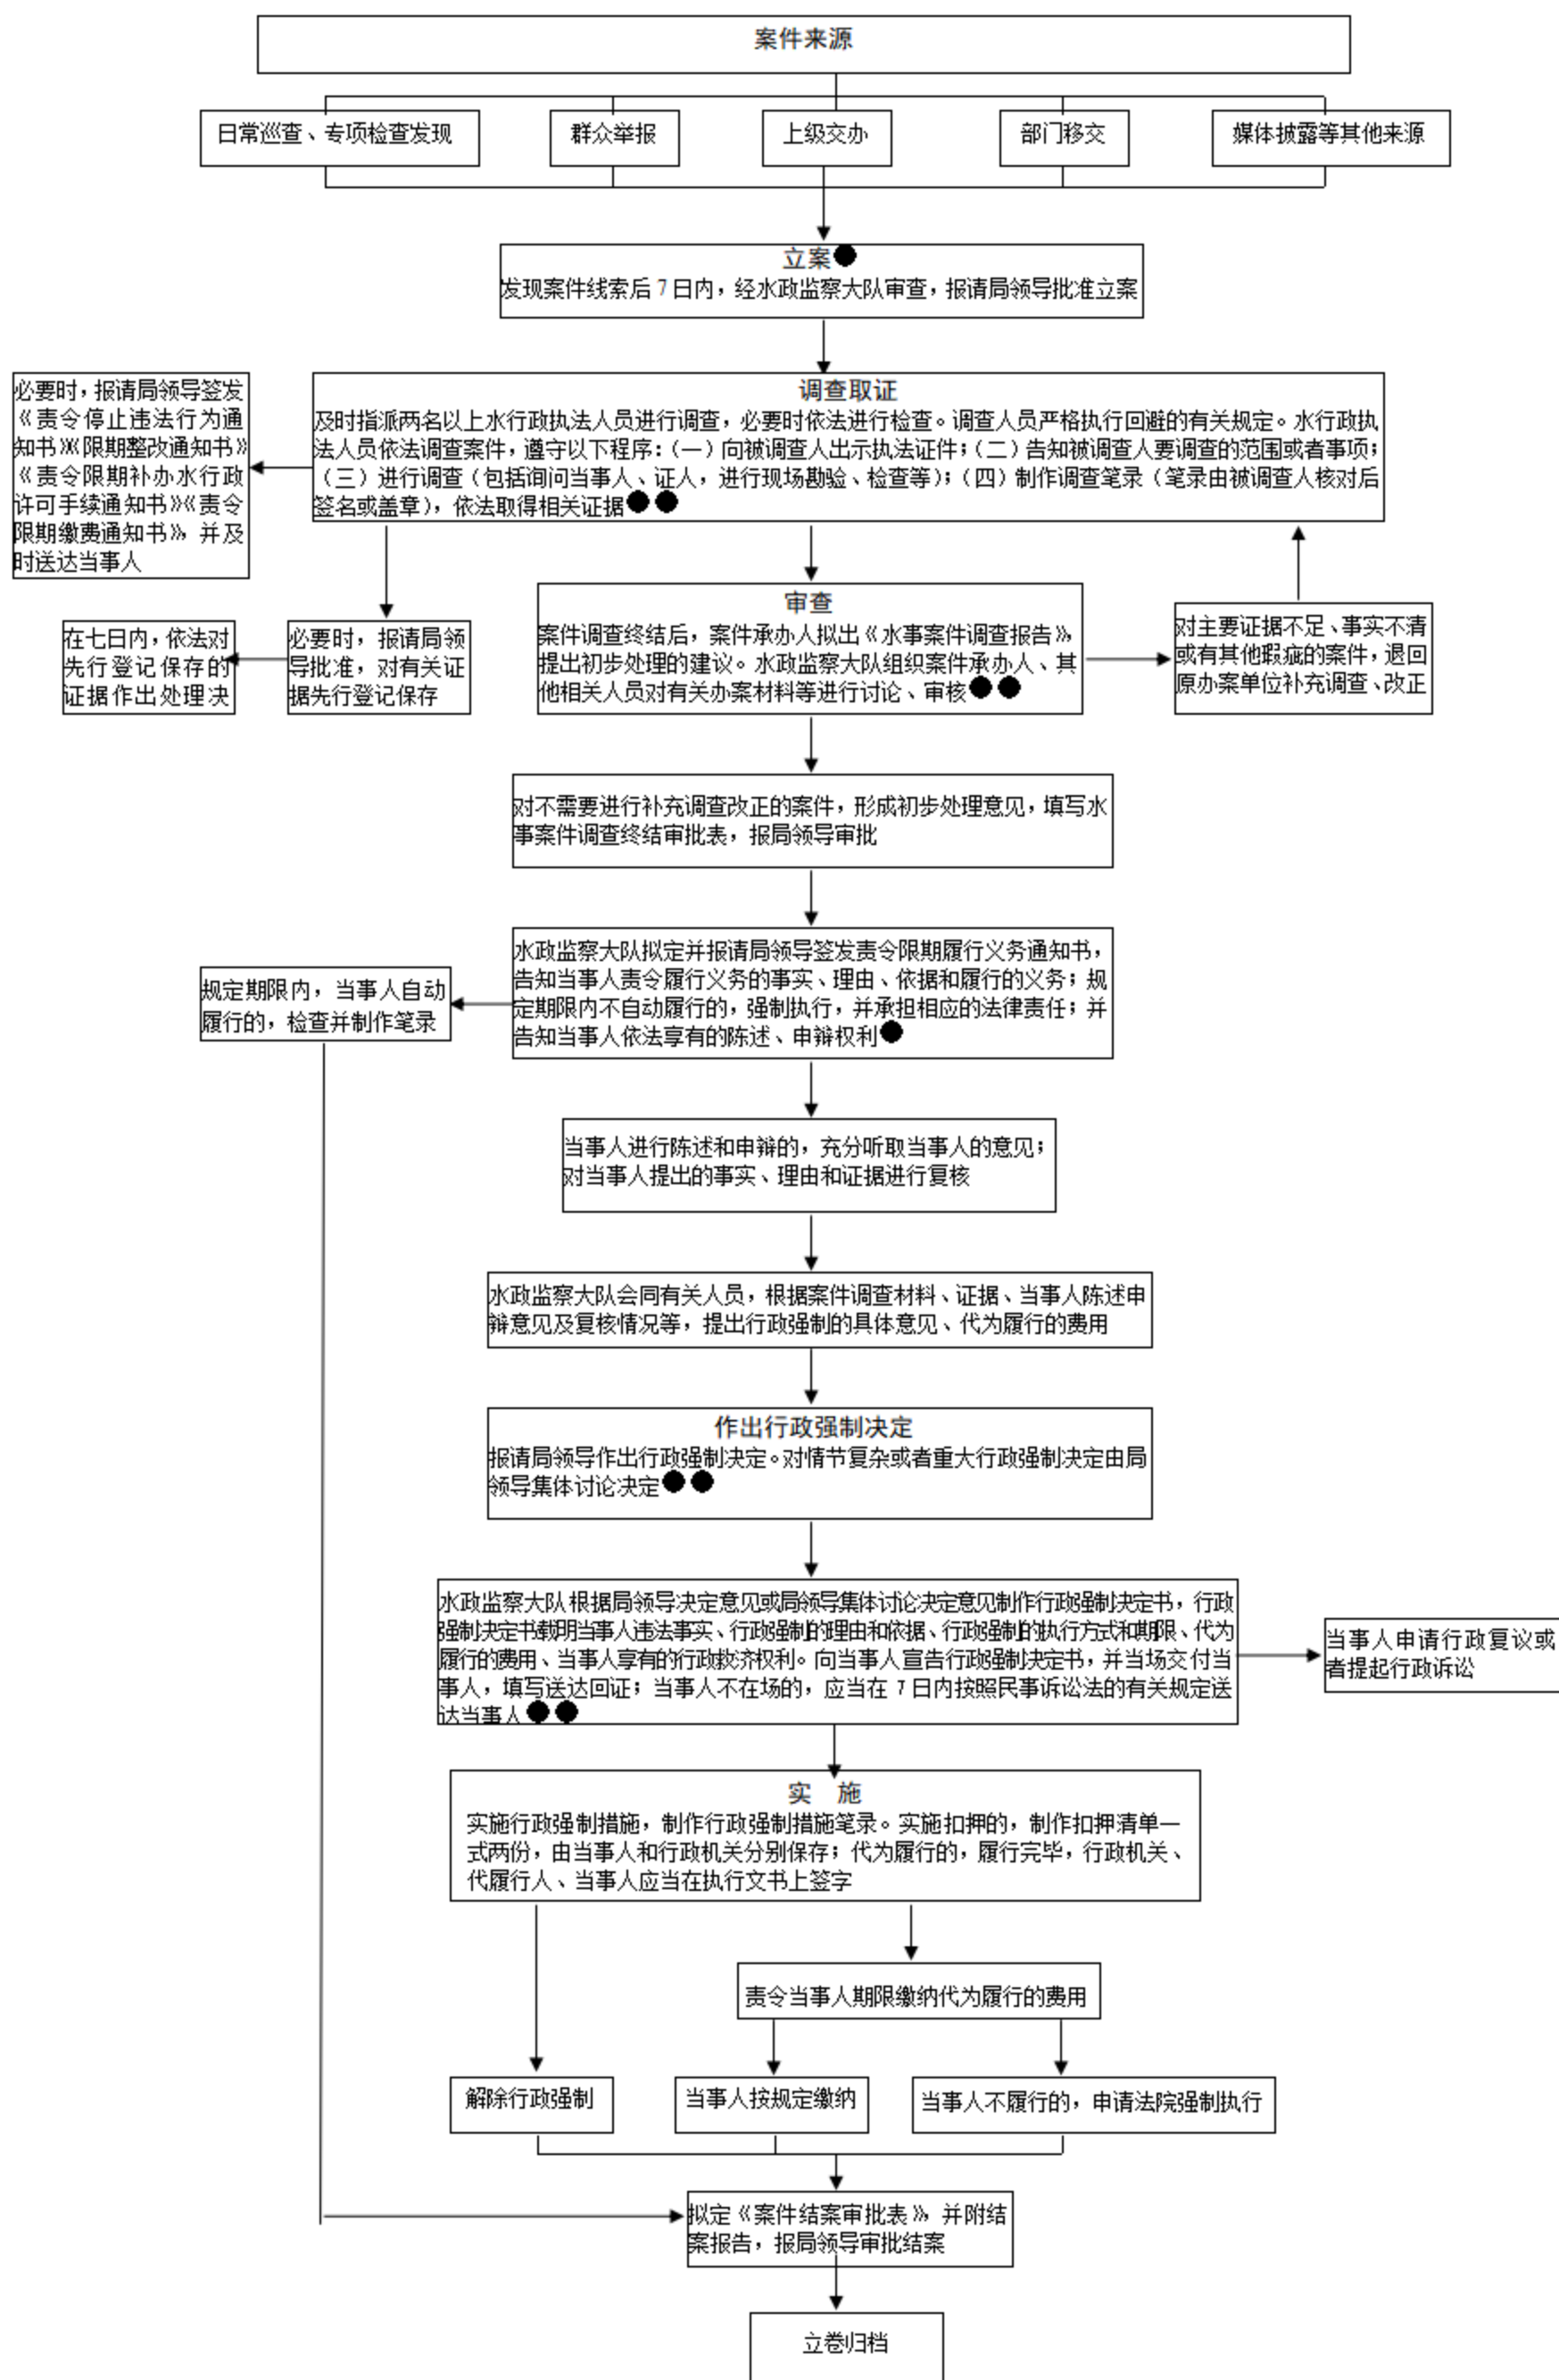 案件来源
日常巡查、专项检查发现
群众举报
上级交办
部门移交
媒体披露等其他来源
立案●
发现案件线索后7日内，经水政监察大队审查，报请局领导批准立案
必要时，报请局领导签发
《责令停止违法行为通
知书》《限期整改通知书》
《责令限期补办水行政
许可手续通知书》《责令
限期缴费通知书》，并及
时送达当事人
调查取证
及时指派两名以上水行政执法人员进行调查，必要时依法进行检查。调查人员严格执行回避的有关规定。水行政执
法人员依法调查案件，遵守以下程序：（一）向被调查人出示执法证件；（二）告知被调查人要调查的范围或者事项；
（三）进行调查（包括询问当事人、证人，进行现场勘验、检查等）；（四）制作调查笔录（笔录由被调查人核对后
签名或盖章），依法取得相关证据●●
在七日内，依法对
先行登记保存的
证据作出处理决
必要时，报请局领
导批准，对有关证
据先行登记保存
审查
案件调查终结后，案件承办人拟出《水事案件调查报告》，
提出初步处理的建议。水政监察大队组织案件承办人、其
他相关人员对有关办案材料等进行讨论、审核●●
对主要证据不足、事实不清
或有其他瑕疵的案件，退回
原办案单位补充调查、改正
对不需要进行补充调查改正的案件，形成初步处理意见，填写水
事案件调查终结审批表，报局领导审批
水政监察大队拟定并报请局领导签发责令限期履行义务通知书，
告知当事人责令履行义务的事实、理由、依据和履行的义务；规
定期限内不自动履行的，强制执行，并承担相应的法律责任；并
告知当事人依法享有的陈述、申辩权利●
规定期限内，当事人自动
履行的，检查并制作笔录
当事人进行陈述和申辩的，充分听取当事人的意见；
对当事人提出的事实、理由和证据进行复核
水政监察大队会同有关人员，根据案件调查材料、证据、当事人陈述申
辩意见及复核情况等，提出行政强制的具体意见、代为履行的费用
作出行政强制决定
报请局领导作出行政强制决定。对情节复杂或者重大行政强制决定由局
领导集体讨论决定●●
水政监察大队根据局领导决定意见或局领导集体讨论决定意见制作行政强制决定书，行政
强制决定书载明当事人违法事实、行政强制的理由和依据、行政强制的执行方式和期限、代为
履行的费用、当事人享有的行政救济权利。向当事人宣告行政强制决定书，并当场交付当
事人，填写送达回证；当事人不在场的，应当在7日内按照民事诉讼法的有关规定送
达当事人●●
当事人申请行政复议或
者提起行政诉讼
实　施
实施行政强制措施，制作行政强制措施笔录。实施扣押的，制作扣押清单一
式两份，由当事人和行政机关分别保存；代为履行的，履行完毕，行政机关、
代履行人、当事人应当在执行文书上签字
责令当事人期限缴纳代为履行的费用
解除行政强制
当事人按规定缴纳
当事人不履行的，申请法院强制执行
拟定《案件结案审批表》，并附结
案报告，报局领导审批结案
立卷归档